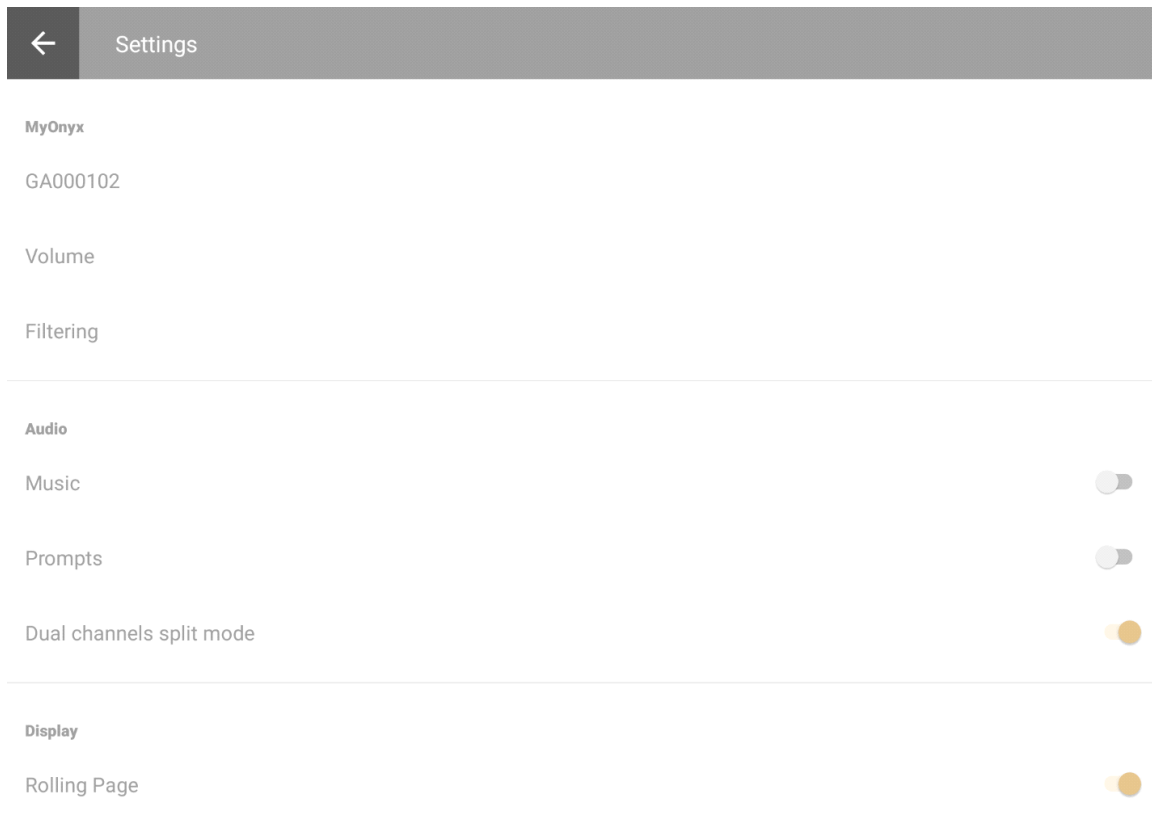 Settings
MyOnyx
GA000102
Volume
Filtering
Audio
Music
Prompts
Dual channels split mode
Display
Rolling Page